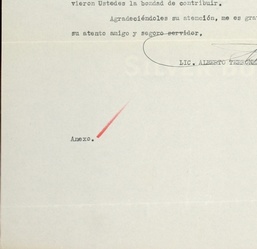 vieron Ustedes la bondad de contribuir.
Agradeciéndoles su atención, me es
su atento amigo y seguro servidor.
LIC. ALBERTO
Anexo.